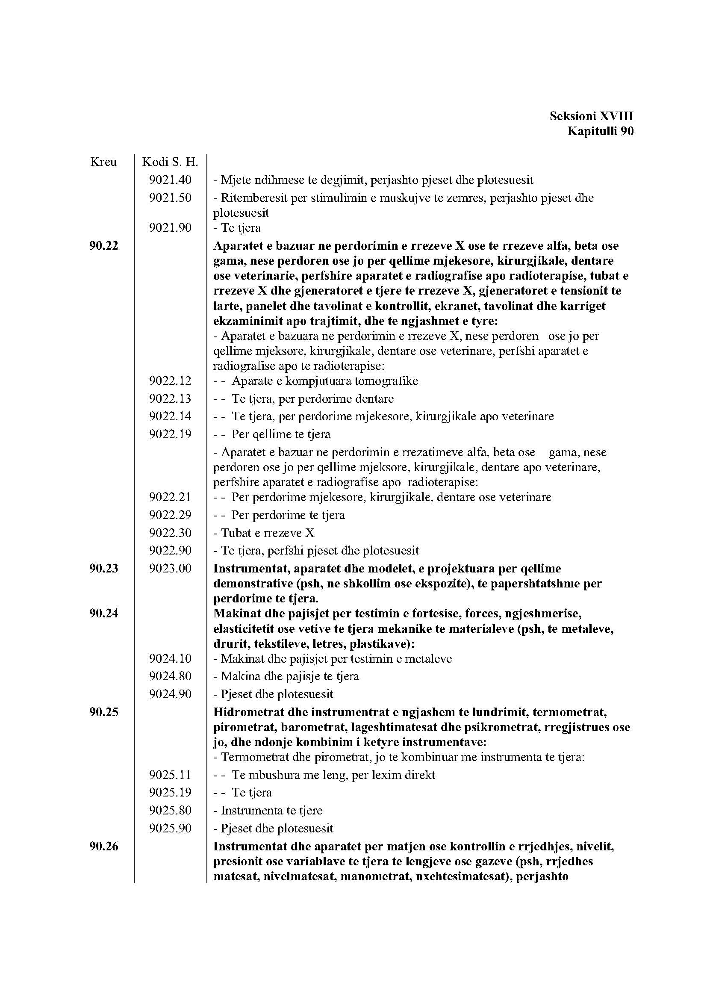 Seksioni XVIII
Kapitulli 90
Kreu Kodi S. H.
9021.40 - Mjete ndihmese te degjimit, perjashto pjeset dhe plotesuesit
9021.50 - Ritemberesit per stimulimin e muskujve te zemres, perjashto pjeset dhe
plotesuesit
9021.90 - Te tjera
90.22 Aparatet e bazuar ne perdorimin e rrezeve X ose te rrezeve alfa, beta ose
gama, nese perdoren ose jo per qellime mjekesore, kirurgjikale, dentare
ose veterinarie, perfshire aparatet e radiografise apo radioterapise, tubat e
rrezeve X dhe gjeneratoret e tjere te rrezeve X, gjeneratoret e tensionit te
larte, panelet dhe tavolinat e kontrollit, ekranet, tavolinat dhe karriget
ekzaminimit apo trajtimit, dhe te ngjashmet e tyre:
- Aparatet e bazuara ne perdorimin e rrezeve X, nese perdoren ose jo per
qellime mjeksore, kirurgjikale, dentare ose veterinare, perfshi aparatet e
radiografise apo te radioterapise:
9022.12 - - Aparate e kompjutuara tomografike
9022.13 - - Te tjera, per perdorime dentare
9022.14 - - Te tjera, per perdorime mjekesore, kirurgjikale apo veterinare
9022.19 - - Per qellime te tjera
- Aparatet e bazuar ne perdorimin e rrezatimeve alfa, beta ose gama, nese
perdoren ose jo per qellime mjeksore, kirurgjikale, dentare apo veterinare,
perfshire aparatet e radiografise apo radioterapise:
9022.21 - - Per perdorime mjekesore, kirurgjikale, dentare ose veterinare
9022.29 - - Per perdorime te tjera
9022.30 - Tubat e rrezeve X
9022.90 - Te tjera, perfshi pjeset dhe plotesuesit
90.23 9023.00 Instrumentat, aparatet dhe modelet, e projektuara per qellime
demonstrative (psh, ne shkollim ose ekspozite), te papershtatshme per
perdorime te tjera.
90.24 Makinat dhe pajisjet per testimin e fortesise, forces, ngjeshmerise,
elasticitetit ose vetive te tjera mekanike te materialeve (psh, te metaleve,
drurit, tekstileve, letres, plastikave):
9024.10 - Makinat dhe pajisjet per testimin e metaleve
9024.80 - Makina dhe pajisje te tjera
9024.90 - Pjeset dhe plotesuesit
90.25 Hidrometrat dhe instrumentrat e ngjashem te lundrimit, termometrat,
pirometrat, barometrat, lageshtimatesat dhe psikrometrat, rregjistrues ose
jo, dhe ndonje kombinim i ketyre instrumentave:
- Termometrat dhe pirometrat, jo te kombinuar me instrumenta te tjera:
9025.11 - - Te mbushura me leng, per lexim direkt
9025.19 - - Te tjera
9025.80 - Instrumenta te tjere
9025.90 - Pjeset dhe plotesuesit
90.26 Instrumentat dhe aparatet per matjen ose kontrollin e rrjedhjes, nivelit,
presionit ose variablave te tjera te lengjeve ose gazeve (psh, rrjedhes
matesat, nivelmatesat, manometrat, nxehtesimatesat), perjashto